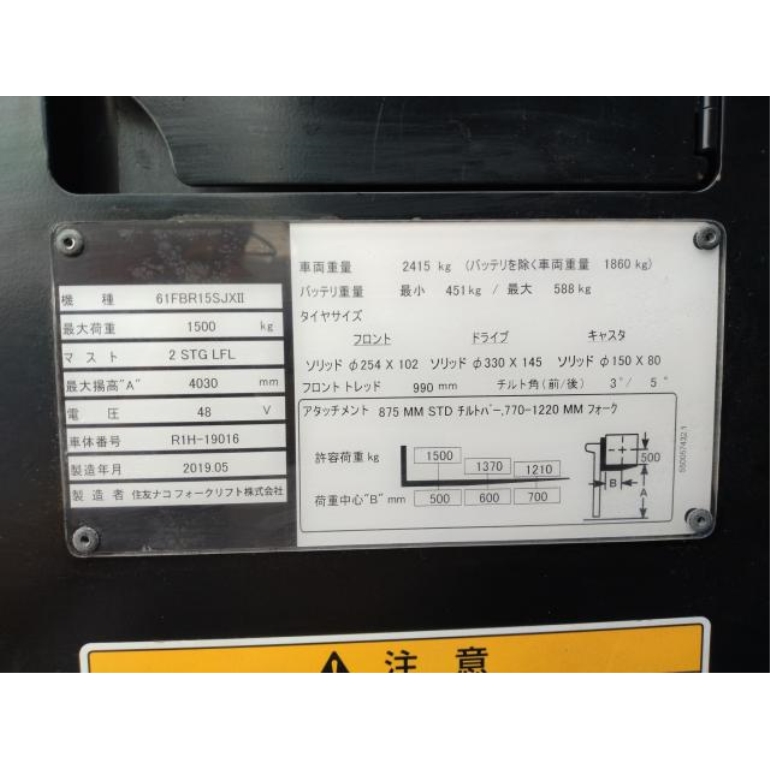 機種 61FBR15SJXII
最大荷重 1500 kg
マスト 2 STG LFL
最大揚高"A" 4030 mm
電圧 48 V
車体番号 R1H-19016
製造年月 2019.05
製造者 住友ナコ フォークリフト株式会社
車両重量 2415 kg (バッテリを除く車両重量 1860 kg)
バッテリ重量 最小 451 kg / 最大 588 kg
タイヤサイズ
フロント ドライブ キャスタ
ソリッド φ254 X 102 ソリッド φ330 X 145 ソリッド φ150 X 80
フロントトレッド 990 mm チルト角(前/後) 3°/ 5°
アタッチメント 875 MM STD チルトバー,770-1220 MM フォーク
許容荷重 kg 1500 1370 1210
荷重中心"B" mm 500 600 700
500
B
A
550057432.1
注意